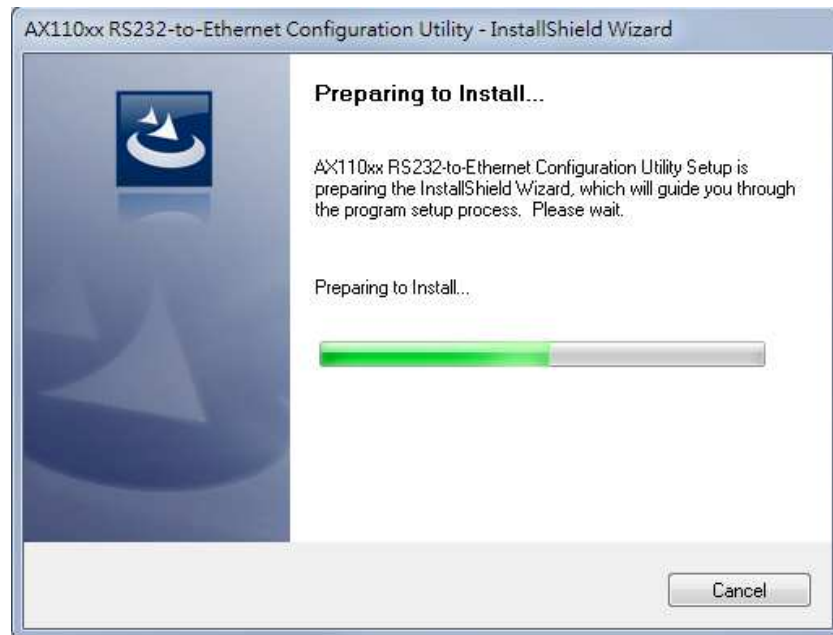 AX110xx RS232-to-Ethernet Configuration Utility - InstallShield Wizard
Preparing to Install...
AX110xx RS232-to-Ethernet Configuration Utility Setup is
preparing the InstallShield Wizard, which will guide you through
the program setup process.  Please wait.
Preparing to Install...
Cancel